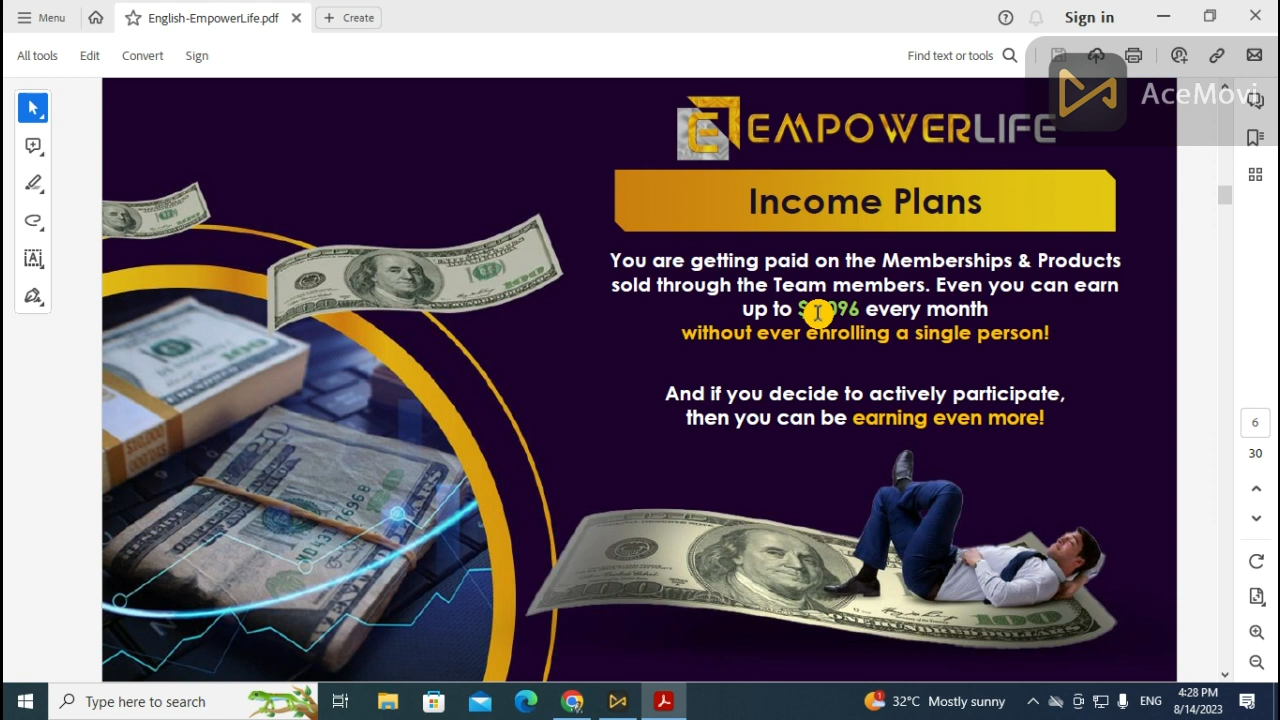 Menu
English-EmpowerLife.pdf
Create
Sign in
All tools
Edit
Convert
Sign
Find text or tools
AceMovi
EMPOWERLIFE
Income Plans
You are getting paid on the Memberships & Products
sold through the Team members. Even you can earn
up to every month
without ever enrolling a single person!
And if you decide to actively participate,
then you can be earning even more!
6
30
Type here to search
32°C Mostly sunny
ENG
4:28 PM
8/14/2023